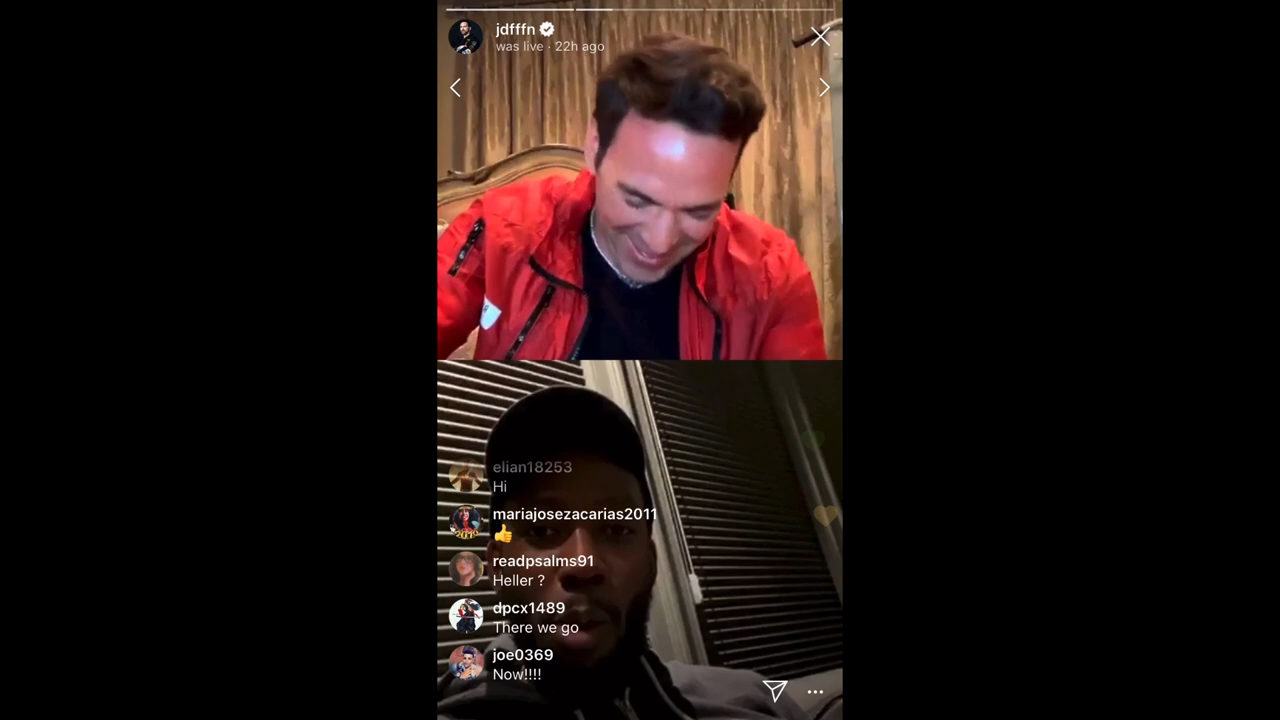 jdfffn
was live · 22h ago
elian18253
Hi
mariajosezacarias2011
👍
readpsalms91
Heller ?
dpcx1489
There we go
joe0369
Now!!!!